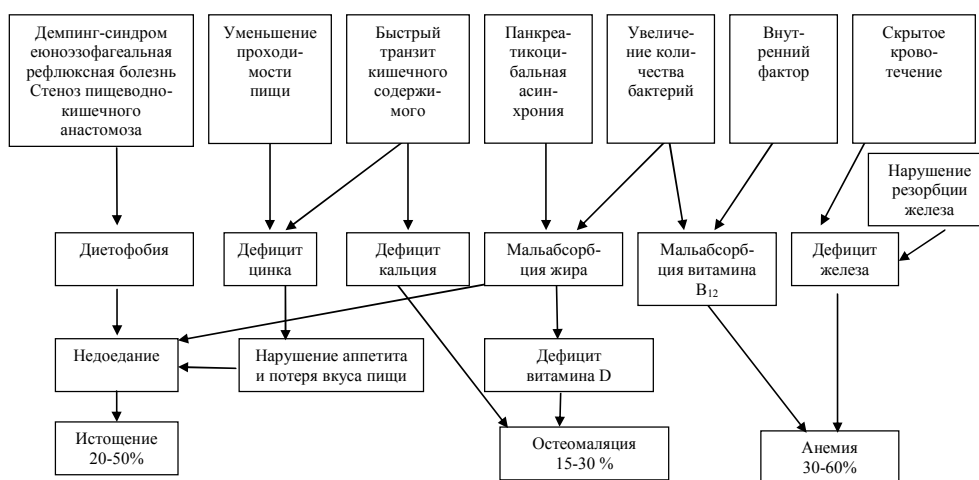 Демпинг-синдром
еюноэзофагеальная
рефлюксная болезнь
Стеноз пищеводно-
кишечного
анастомоза
Уменьшение
проходи-
мости
пищи
Быстрый
транзит
кишечного
содержи-
мого
Панкреа-
тикоци-
бальная
асин-
хрония
Увеличе-
ние коли-
чества
бактерий
Внут-
ренний
фактор
Скрытое
крово-
течение
Нарушение
резорбции
железа
Диетофобия
Дефицит
цинка
Дефицит
кальция
Мальабсорб-
ция жира
Мальабсорб-
ция витамина
В12
Дефицит
железа
Недоедание
Нарушение аппетита
и потеря вкуса пищи
Дефицит
витамина D
Истощение
20-50%
Остеомаляция
15-30 %
Анемия
30-60%